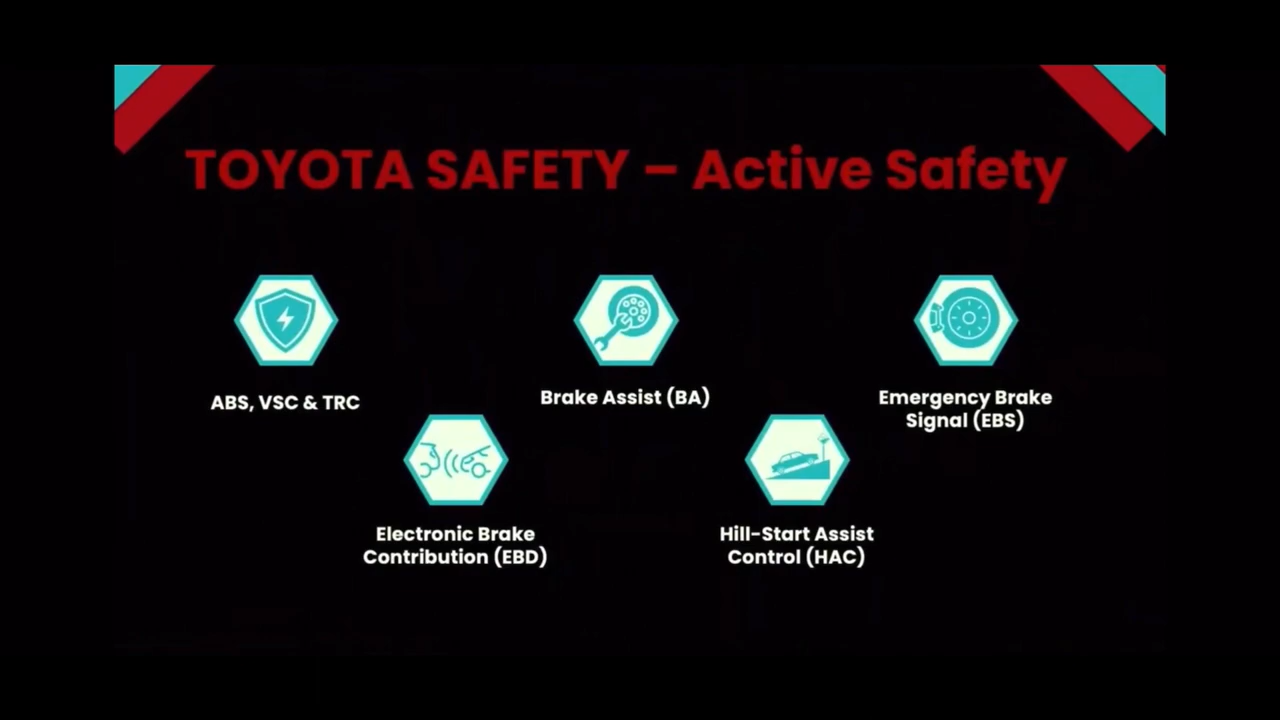 TOYOTA SAFETY – Active Safety
ABS, VSC & TRC
Brake Assist (BA)
Emergency Brake
Signal (EBS)
Electronic Brake
Contribution (EBD)
Hill-Start Assist
Control (HAC)